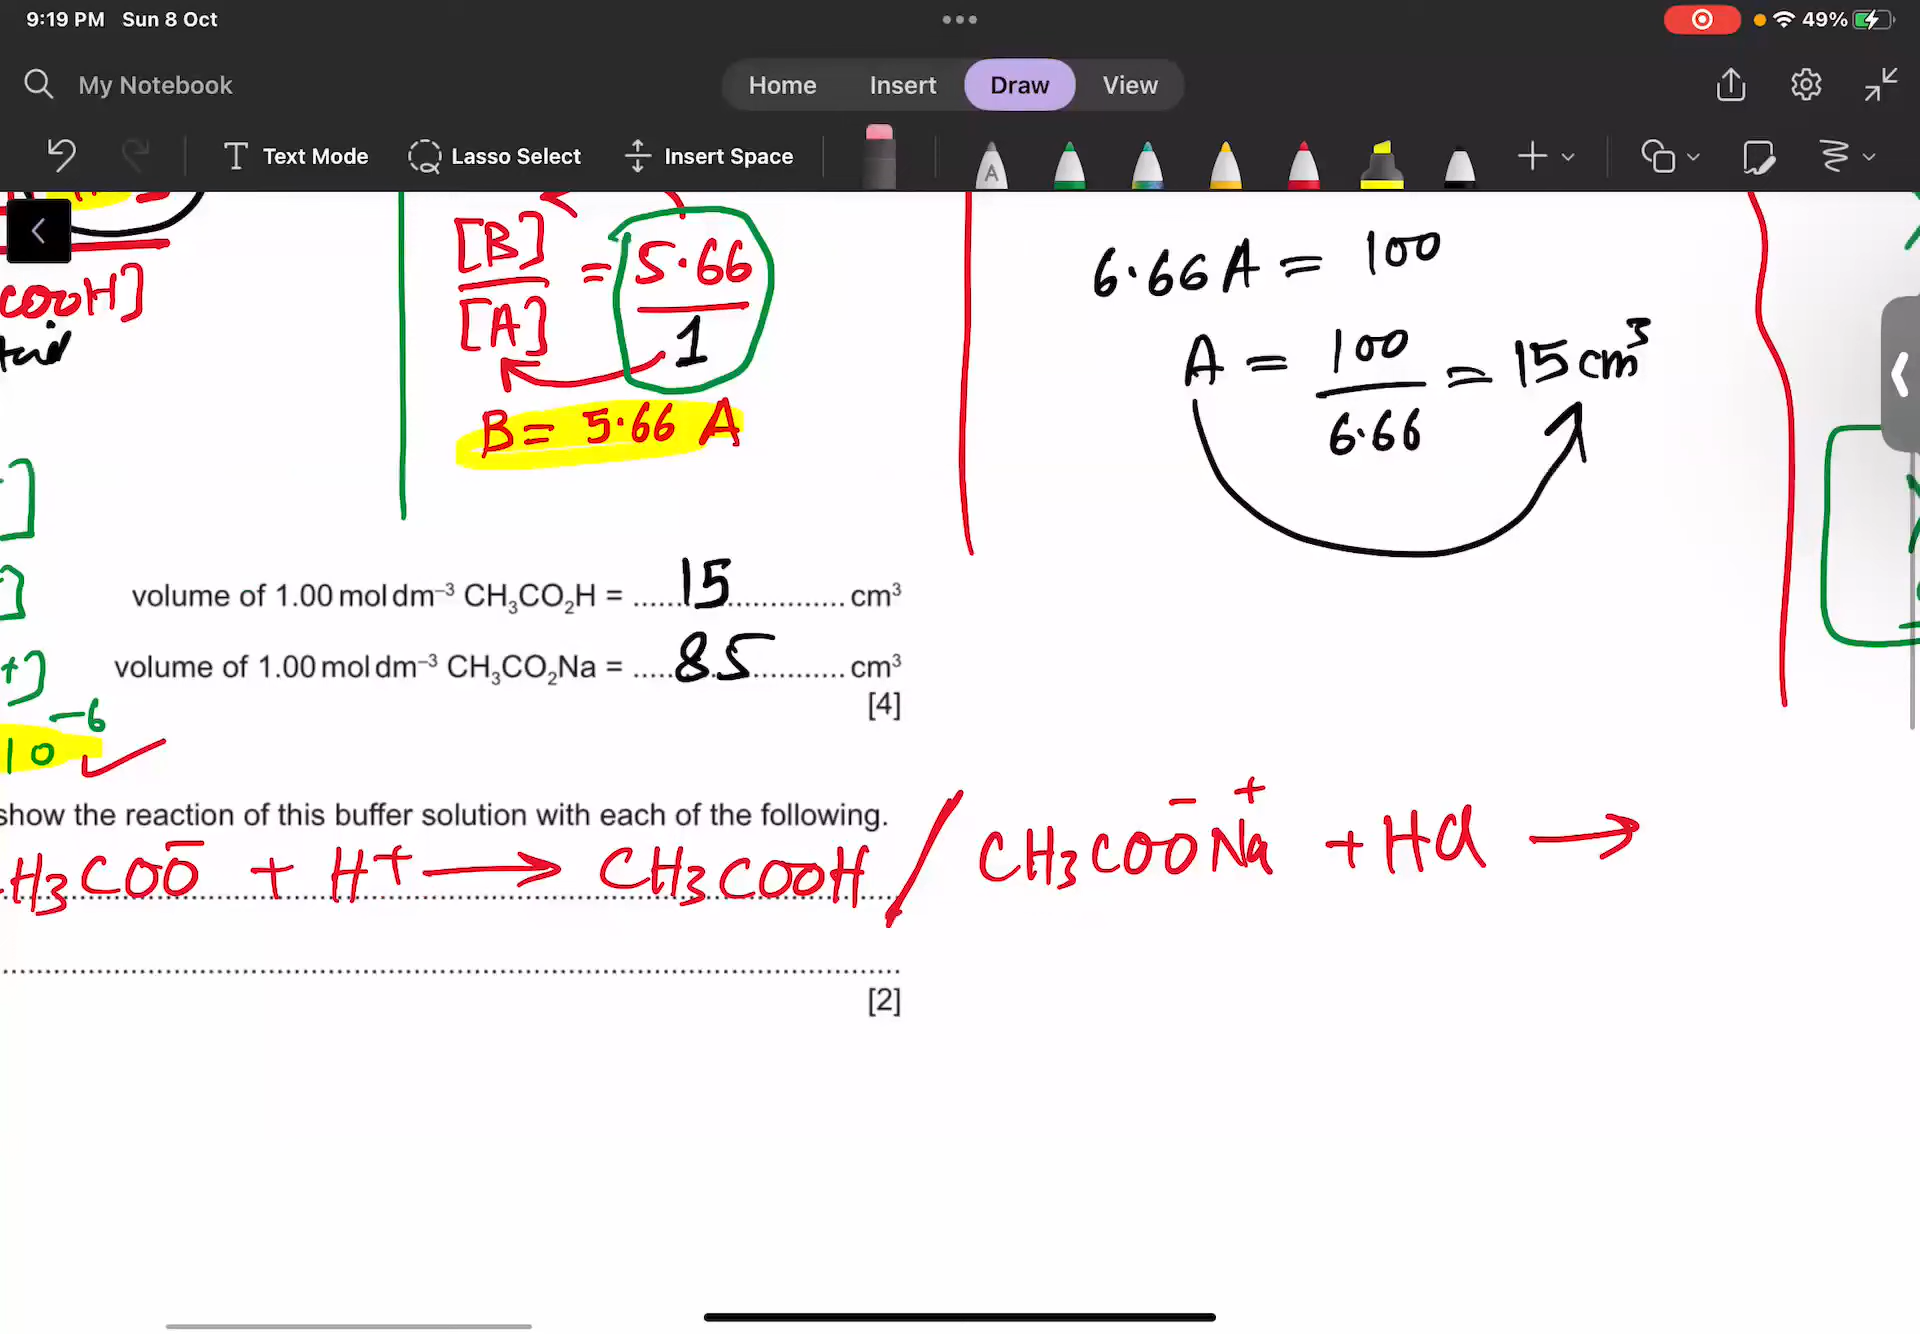 9:19 PM Sun 8 Oct
49%
My Notebook
Home Insert Draw View
Text Mode Lasso Select Insert Space
A
[B] / [A] = 5.66 / 1
B = 5.66 A
6.66 A = 100
A = 100 / 6.66 = 15 cm³
COOH]
volume of 1.00 mol dm⁻³ CH₃CO₂H = ......15.............. cm³
volume of 1.00 mol dm⁻³ CH₃CO₂Na = .....85............ cm³
[4]
+]
10⁻⁶
show the reaction of this buffer solution with each of the following.
H3COO⁻ + H⁺ ⟶ CH3COOH / CH3COO⁻Na⁺ + HCl ⟶
[2]